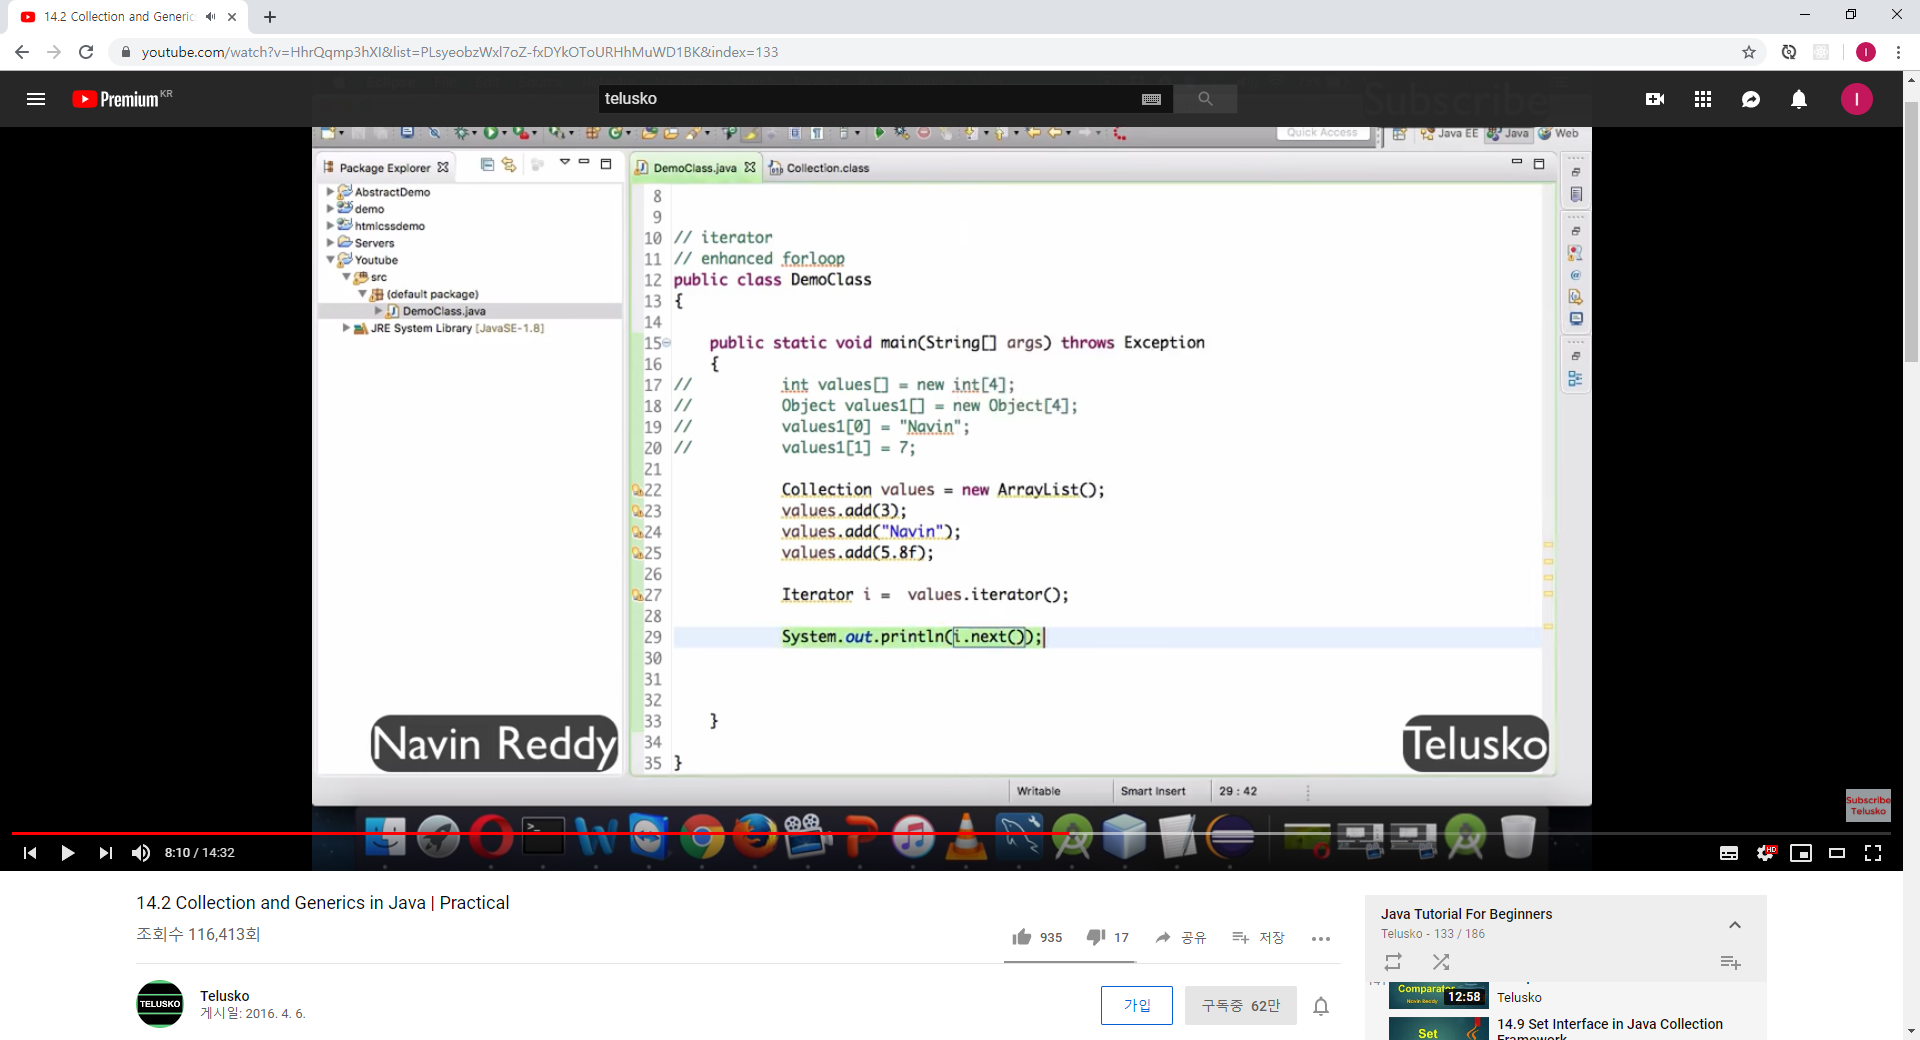 14.2 Collection and Generic
youtube.com/watch?v=HhrQqmp3hXI&list=PLsyeobzWxl7oZ-fxDYkOToURHhMuWD1BK&index=133
Premium KR
telusko
Subscribe
I
Quick Access
Java EE
Java
Web
Package Explorer
AbstractDemo
demo
htmlcssdemo
Servers
Youtube
src
(default package)
DemoClass.java
JRE System Library [JavaSE-1.8]
DemoClass.java
Collection.class
8
9
10 // iterator
11 // enhanced forloop
12 public class DemoClass
13 {
14
15 public static void main(String[] args) throws Exception
16 {
17 // int values[] = new int[4];
18 // Object values1[] = new Object[4];
19 // values1[0] = "Navin";
20 // values1[1] = 7;
21
22 Collection values = new ArrayList();
23 values.add(3);
24 values.add("Navin");
25 values.add(5.8f);
26
27 Iterator i =  values.iterator();
28
29 System.out.println(i.next());
30
31
32
33 }
34
35 }
Navin Reddy
Telusko
Writable
Smart Insert
29 : 42
Subscribe
Telusko
8:10 / 14:32
HD
14.2 Collection and Generics in Java | Practical
조회수 116,413회
935
17
공유
저장
TELUSKO
Telusko
게시일: 2016. 4. 6.
가입
구독중 62만
Java Tutorial For Beginners
Telusko - 133 / 186
Comparator
Navin Reddy
12:58
Telusko
Set
14.9 Set Interface in Java Collection
Framework